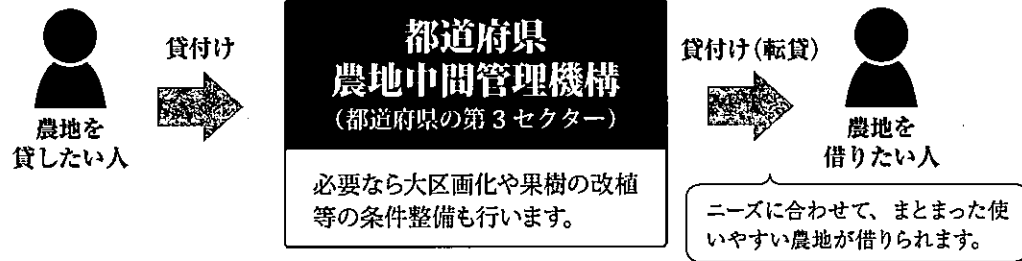 農地を
貸したい人
貸付け
都道府県
農地中間管理機構
（都道府県の第３セクター）
必要なら大区画化や果樹の改植
等の条件整備も行います。
貸付け（転貸）
農地を
借りたい人
ニーズに合わせて、まとまった使
いやすい農地が借りられます。